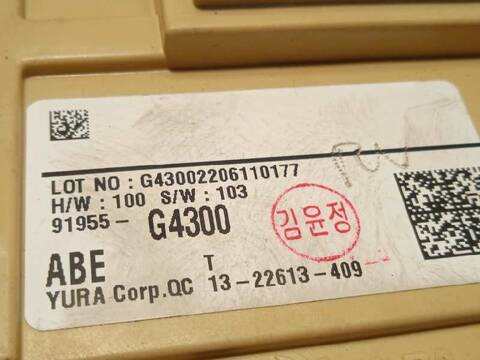 LOT NO : G43002206110177
H/W : 100 S/W : 103
91955- G4300
김윤정
ABE T
YURA Corp.QC 13-22613-409